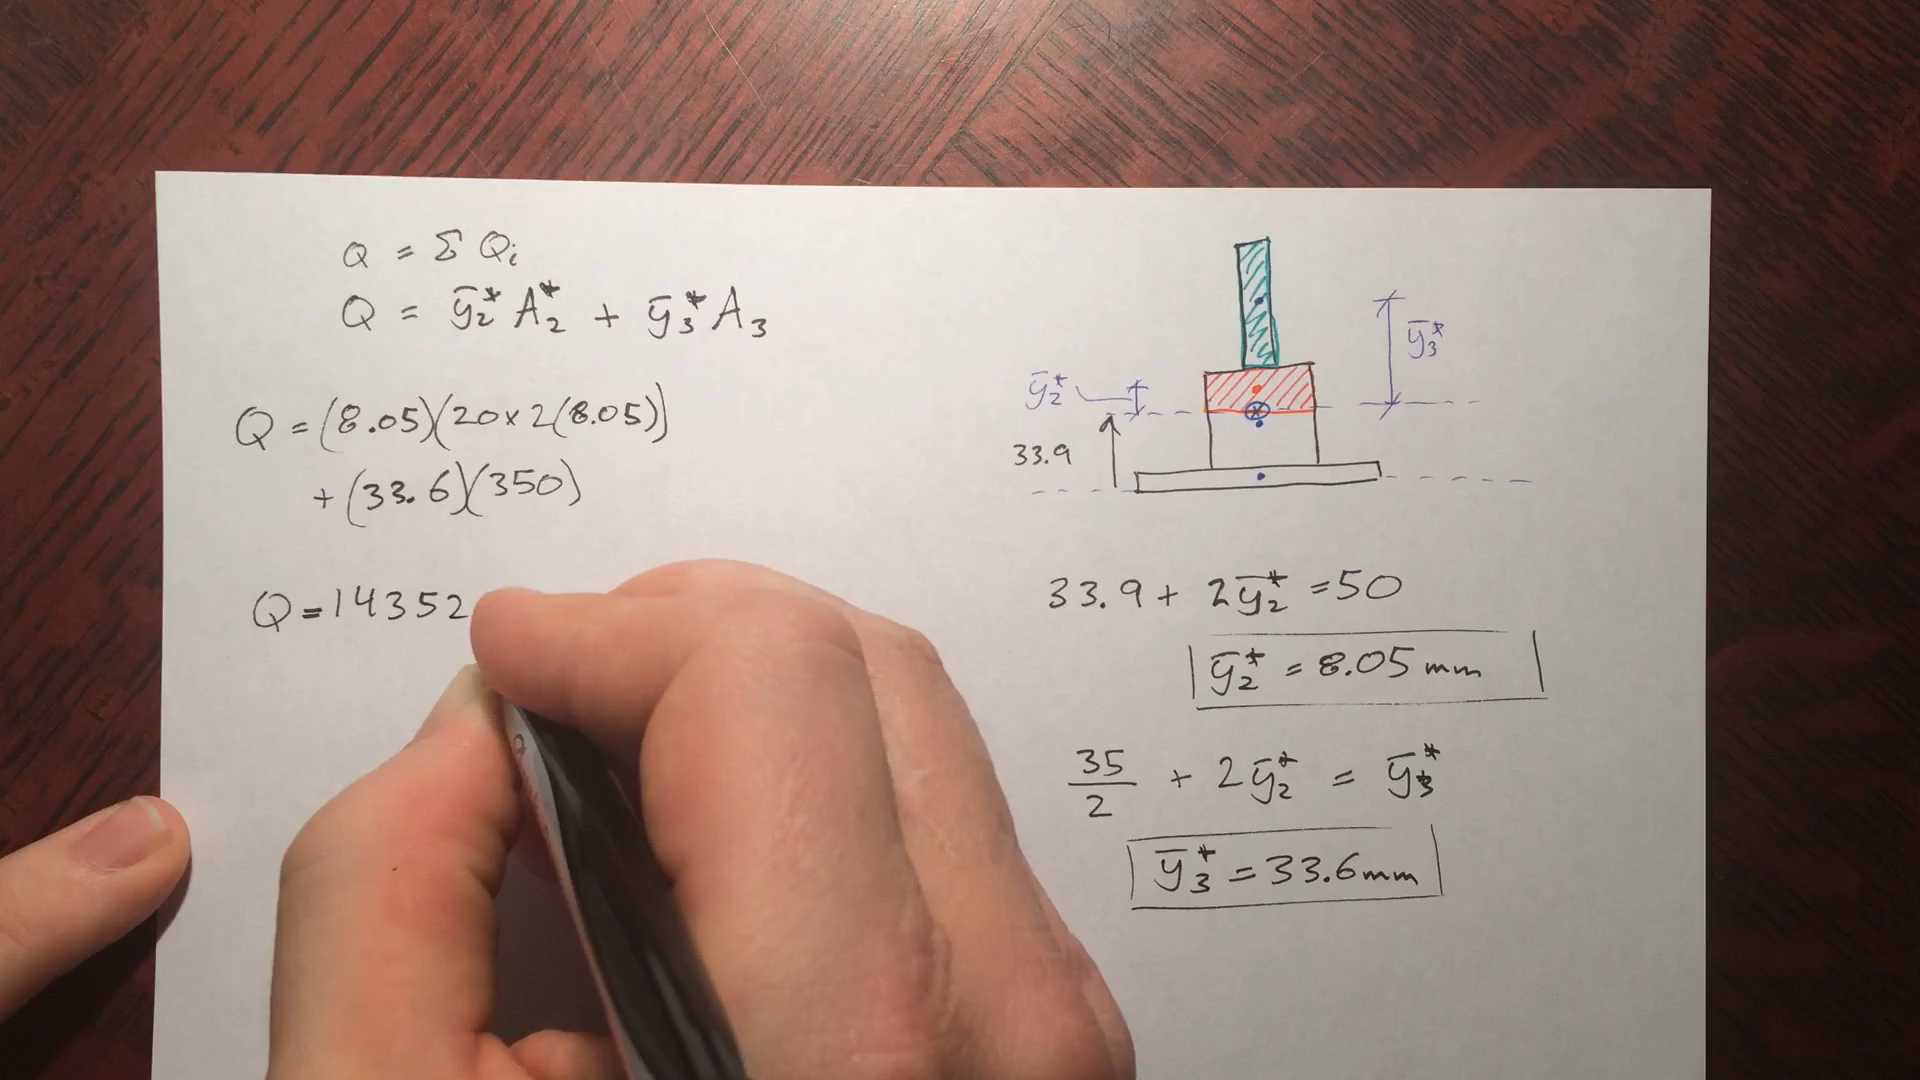 Q = Σ Qi
Q = ȳ₂* A₂* + ȳ₃* A₃
Q = (8.05)(20 x 2(8.05))
+ (33.6)(350)
Q = 14352
ȳ₂*
33.9
ȳ₃*
33.9 + 2ȳ₂* = 50
ȳ₂* = 8.05 mm
35/2 + 2ȳ₂* = ȳ₃*
ȳ₃* = 33.6 mm